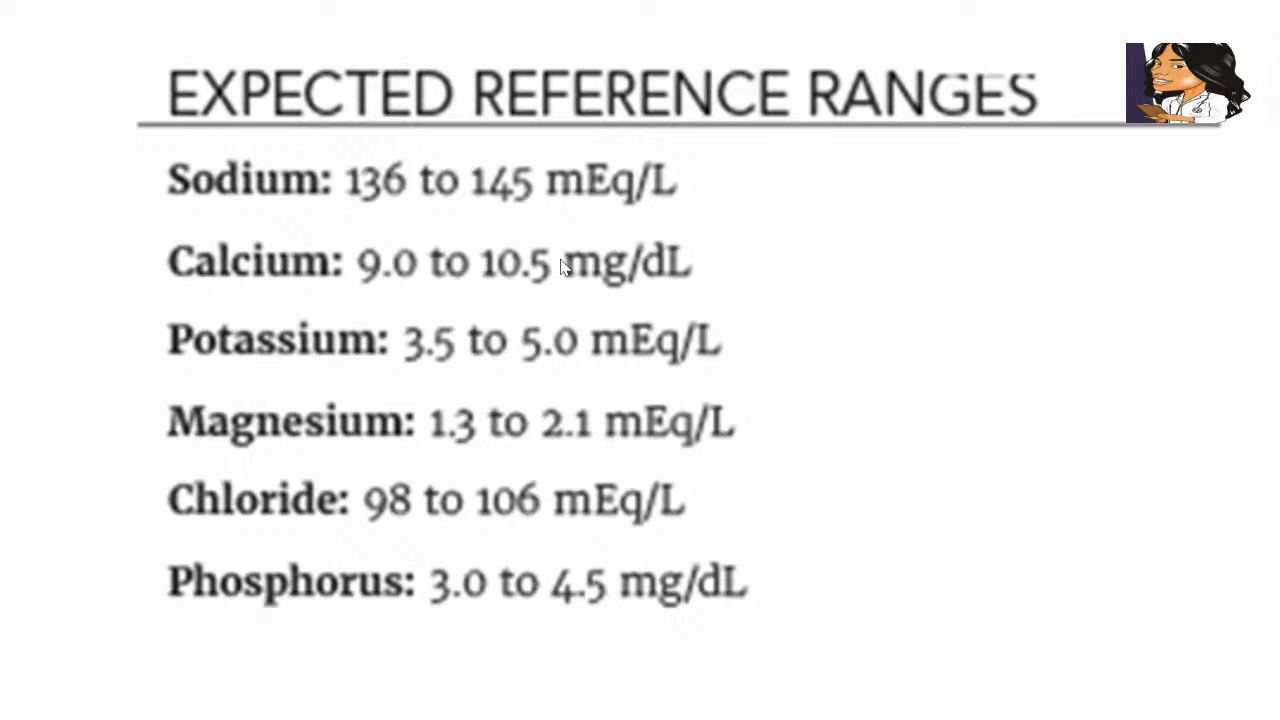 EXPECTED REFERENCE RANGES
Sodium: 136 to 145 mEq/L
Calcium: 9.0 to 10.5 mg/dL
Potassium: 3.5 to 5.0 mEq/L
Magnesium: 1.3 to 2.1 mEq/L
Chloride: 98 to 106 mEq/L
Phosphorus: 3.0 to 4.5 mg/dL